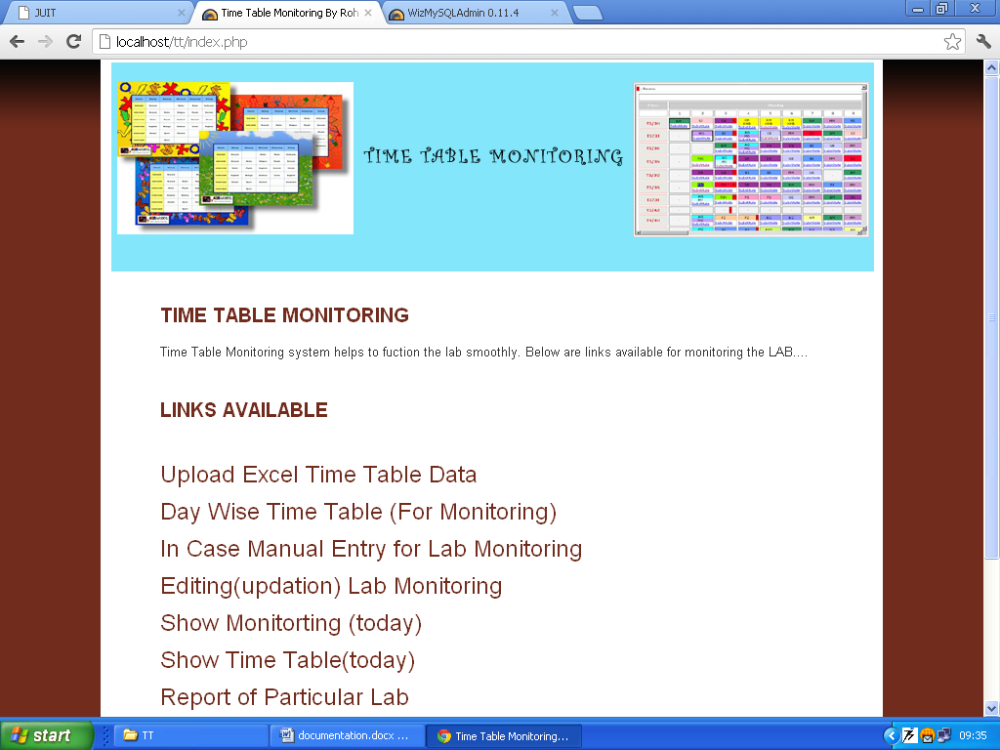 JUIT
Time Table Monitoring By Roh
WizMySQLAdmin 0.11.4
localhost/tt/index.php
TIME TABLE MONITORING
TIME TABLE MONITORING
Time Table Monitoring system helps to fuction the lab smoothly. Below are links available for monitoring the LAB....
LINKS AVAILABLE
Upload Excel Time Table Data
Day Wise Time Table (For Monitoring)
In Case Manual Entry for Lab Monitoring
Editing(updation) Lab Monitoring
Show Monitorting (today)
Show Time Table(today)
Report of Particular Lab
start
TT
documentation.docx ...
Time Table Monitoring...
09:35